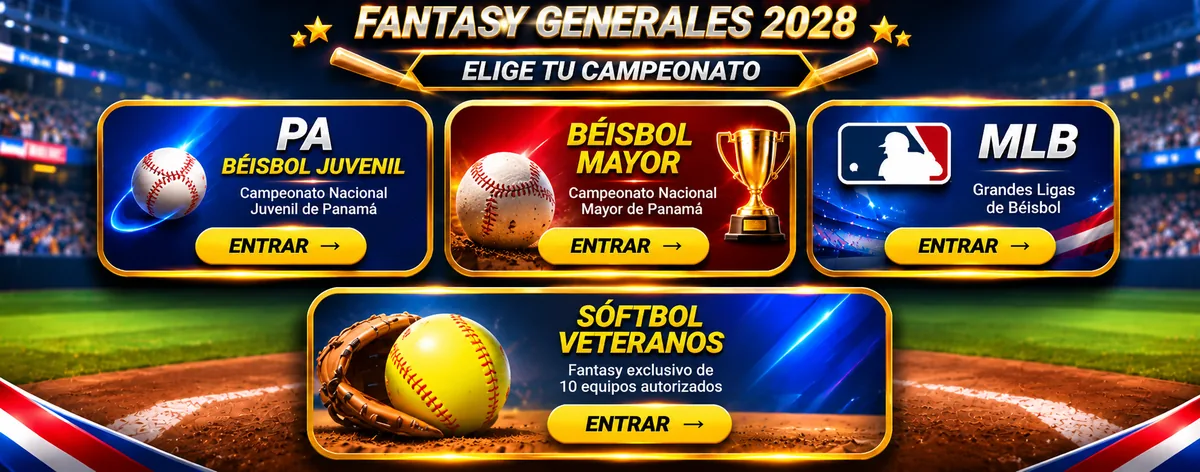 FANTASY GENERALES 2028
ELIGE TU CAMPEONATO
PA
BÉISBOL JUVENIL
Campeonato Nacional
Juvenil de Panamá
ENTRAR →
BÉISBOL
MAYOR
Campeonato Nacional
Mayor de Panamá
ENTRAR →
MLB
Grandes Ligas
de Béisbol
ENTRAR →
SÓFTBOL
VETERANOS
Fantasy exclusivo de
10 equipos autorizados
ENTRAR →